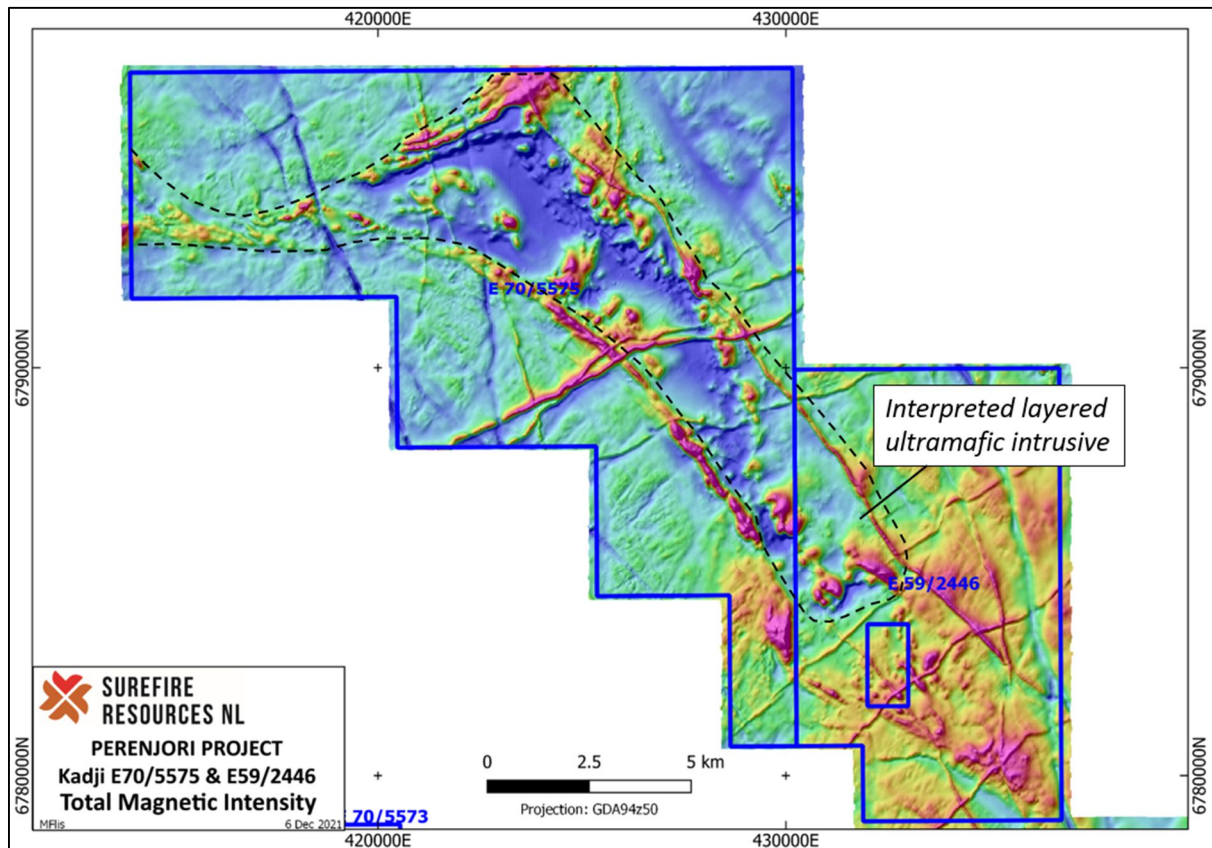 420000E
430000E
E 70/5575
6790000N
6790000N
Interpreted layered
ultramafic intrusive
E 59/2446
SUREFIRE
RESOURCES NL
PERENJORI PROJECT
Kadji E70/5575 & E59/2446
Total Magnetic Intensity
MFlis
6 Dec 2021
0
2.5
5 km
Projection: GDA94z50
6780000N
6780000N
70/5573
420000E
430000E